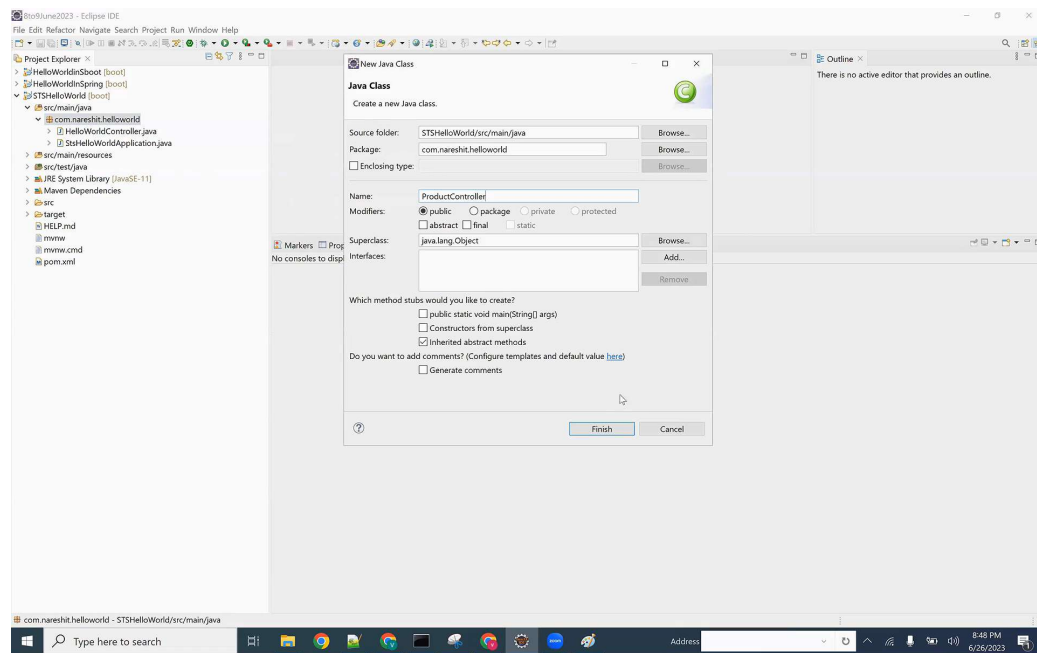 8to9June2023 - Eclipse IDE
File Edit Refactor Navigate Search Project Run Window Help
Project Explorer
HelloWorldInSboot [boot]
HelloWorldInSpring [boot]
STSHelloWorld [boot]
src/main/java
com.nareshit.helloworld
HelloWorldController.java
StsHelloWorldApplication.java
src/main/resources
src/test/java
JRE System Library [JavaSE-11]
Maven Dependencies
src
target
HELP.md
mvnw
mvnw.cmd
pom.xml
Markers Prop
No consoles to displ
New Java Class
Java Class
Create a new Java class.
Source folder: STSHelloWorld/src/main/java Browse...
Package: com.nareshit.helloworld Browse...
Enclosing type: Browse...
Name: ProductController
Modifiers: public package private protected
abstract final static
Superclass: java.lang.Object Browse...
Interfaces: Add...
Remove
Which method stubs would you like to create?
public static void main(String[] args)
Constructors from superclass
Inherited abstract methods
Do you want to add comments? (Configure templates and default value here)
Generate comments
Finish Cancel
Outline
There is no active editor that provides an outline.
com.nareshit.helloworld - STSHelloWorld/src/main/java
Type here to search
zoom
Address
8:48 PM
6/26/2023